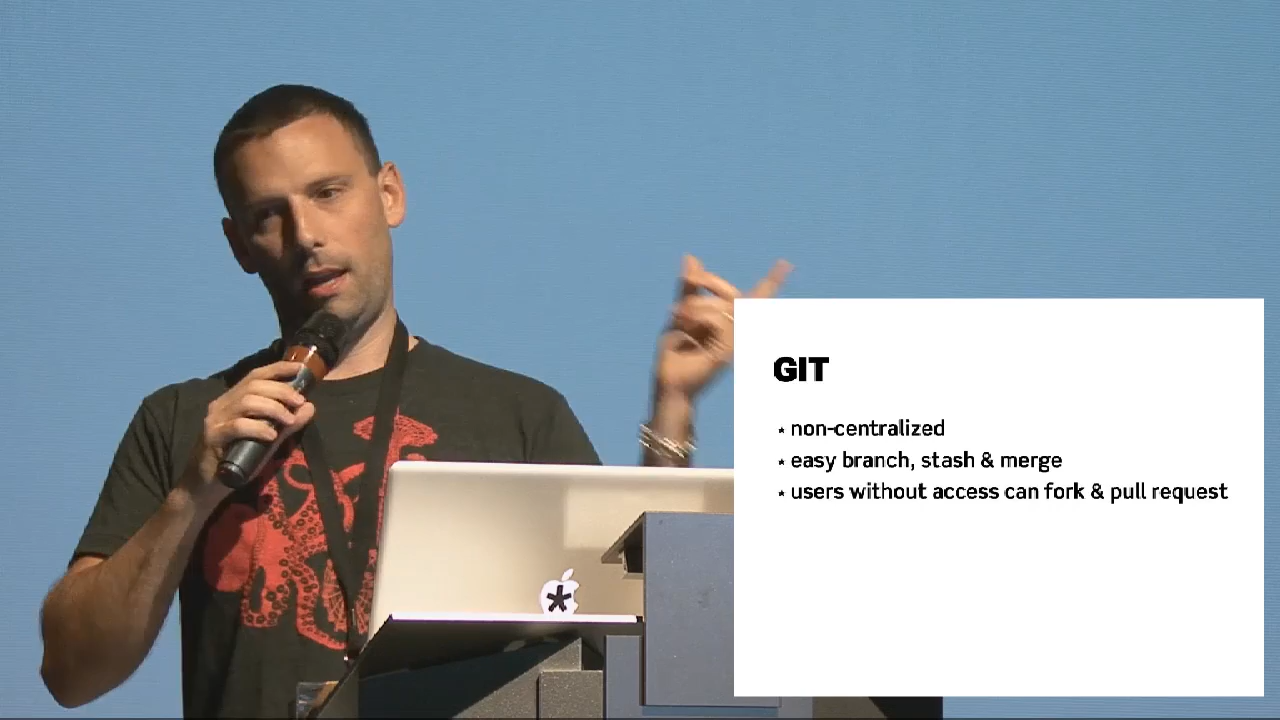 GIT
* non-centralized
* easy branch, stash & merge
* users without access can fork & pull request